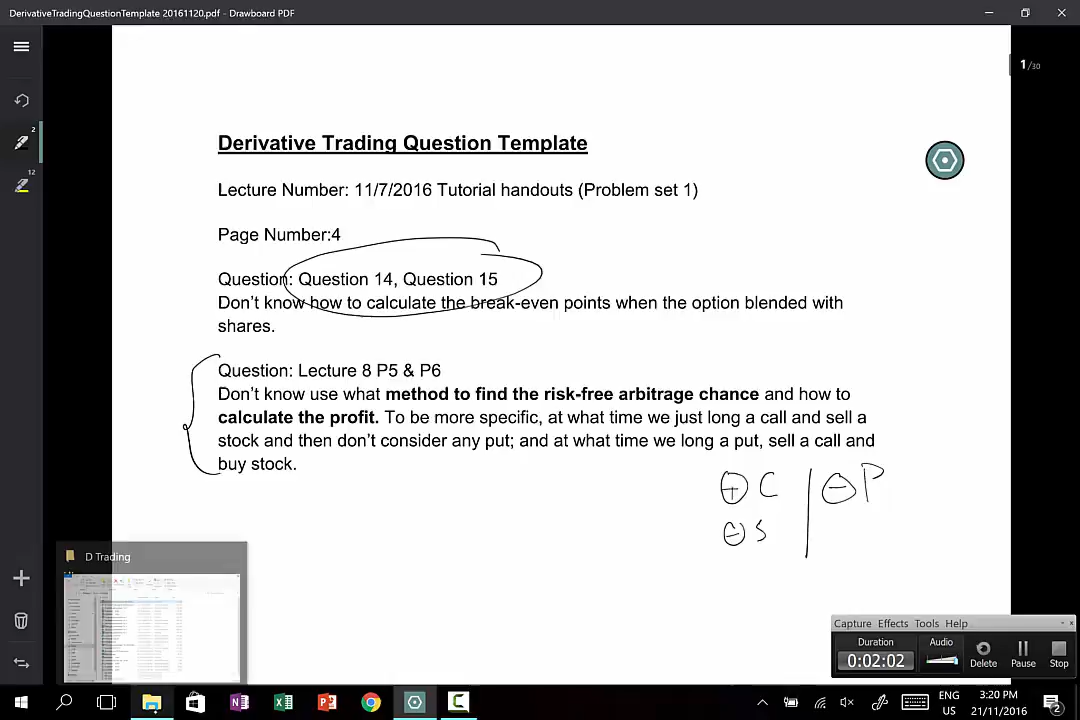 DerivativeTradingQuestionTemplate 20161120.pdf - Drawboard PDF
1/30
2
12
Derivative Trading Question Template
Lecture Number: 11/7/2016 Tutorial handouts (Problem set 1)
Page Number:4
Question: Question 14, Question 15
Don't know how to calculate the break-even points when the option blended with
shares.
Question: Lecture 8 P5 & P6
Don't know use what method to find the risk-free arbitrage chance and how to
calculate the profit. To be more specific, at what time we just long a call and sell a
stock and then don't consider any put; and at what time we long a put, sell a call and
buy stock.
+ C | - P
- S
D Trading
Capture Effects Tools Help
Duration Audio
0:02:02 Delete Pause Stop
ENG 3:20 PM
US 21/11/2016 2